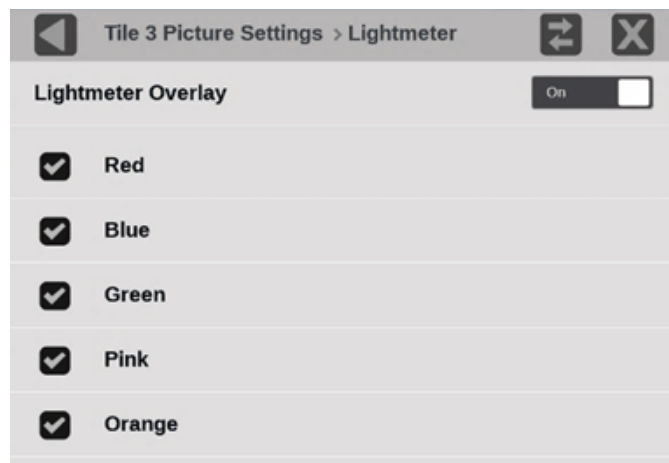 Tile 3 Picture Settings > Lightmeter
Lightmeter Overlay
On
Red
Blue
Green
Pink
Orange